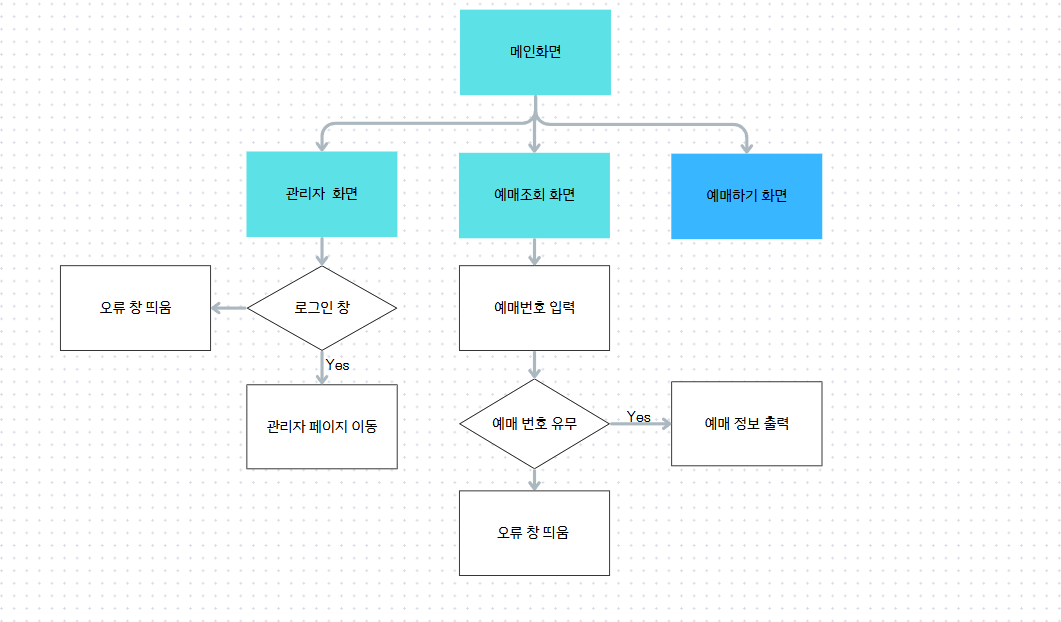 메인화면
관리자 화면
예매조회 화면
예매하기 화면
오류 창 띄움
로그인 창
예매번호 입력
Yes
관리자 페이지 이동
예매 번호 유무
Yes
예매 정보 출력
오류 창 띄움